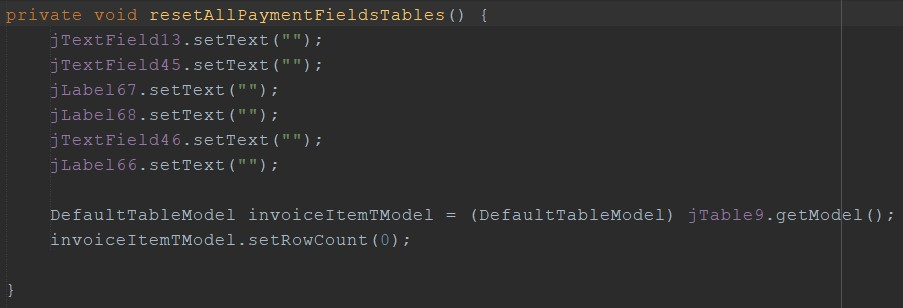 private void resetAllPaymentFieldsTables() {
    jTextField13.setText("");
    jTextField45.setText("");
    jLabel67.setText("");
    jLabel68.setText("");
    jTextField46.setText("");
    jLabel66.setText("");

    DefaultTableModel invoiceItemTModel = (DefaultTableModel) jTable9.getModel();
    invoiceItemTModel.setRowCount(0);

}